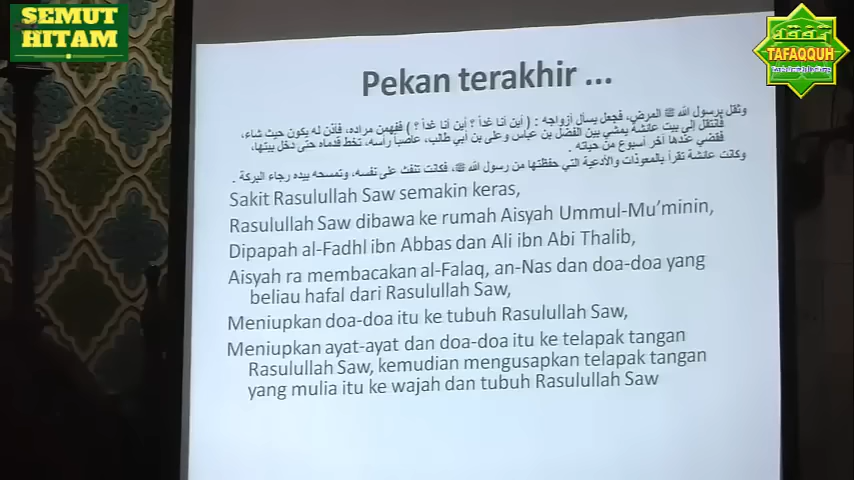 SEMUT
HITAM
TAFAQQUH
Pekan terakhir ...
وثقل برسول الله ﷺ المرض، فجعل يسأل أزواجه : ( أين أنا غداً ؟ أين أنا غداً ؟ ) ففهمن مراده، فأذن له يكون حيث شاء،
فانتقل إلى بيت عائشة يمشي بين الفضل بن عباس وعلى بن أبي طالب، عاصباً رأسه، تخط قدماه حتى دخل بيتها،
فقضي عندها آخر أسبوع من حياته .
وكانت عائشة تقرأ بالمعوذات والأدعية التي حفظتها من رسول الله ﷺ، فكانت تنفث على نفسه، وتمسحه بيده رجاء البركة .
Sakit Rasulullah Saw semakin keras,
Rasulullah Saw dibawa ke rumah Aisyah Ummul-Mu'minin,
Dipapah al-Fadhl ibn Abbas dan Ali ibn Abi Thalib,
Aisyah ra membacakan al-Falaq, an-Nas dan doa-doa yang
beliau hafal dari Rasulullah Saw,
Meniupkan doa-doa itu ke tubuh Rasulullah Saw,
Meniupkan ayat-ayat dan doa-doa itu ke telapak tangan
Rasulullah Saw, kemudian mengusapkan telapak tangan
yang mulia itu ke wajah dan tubuh Rasulullah Saw